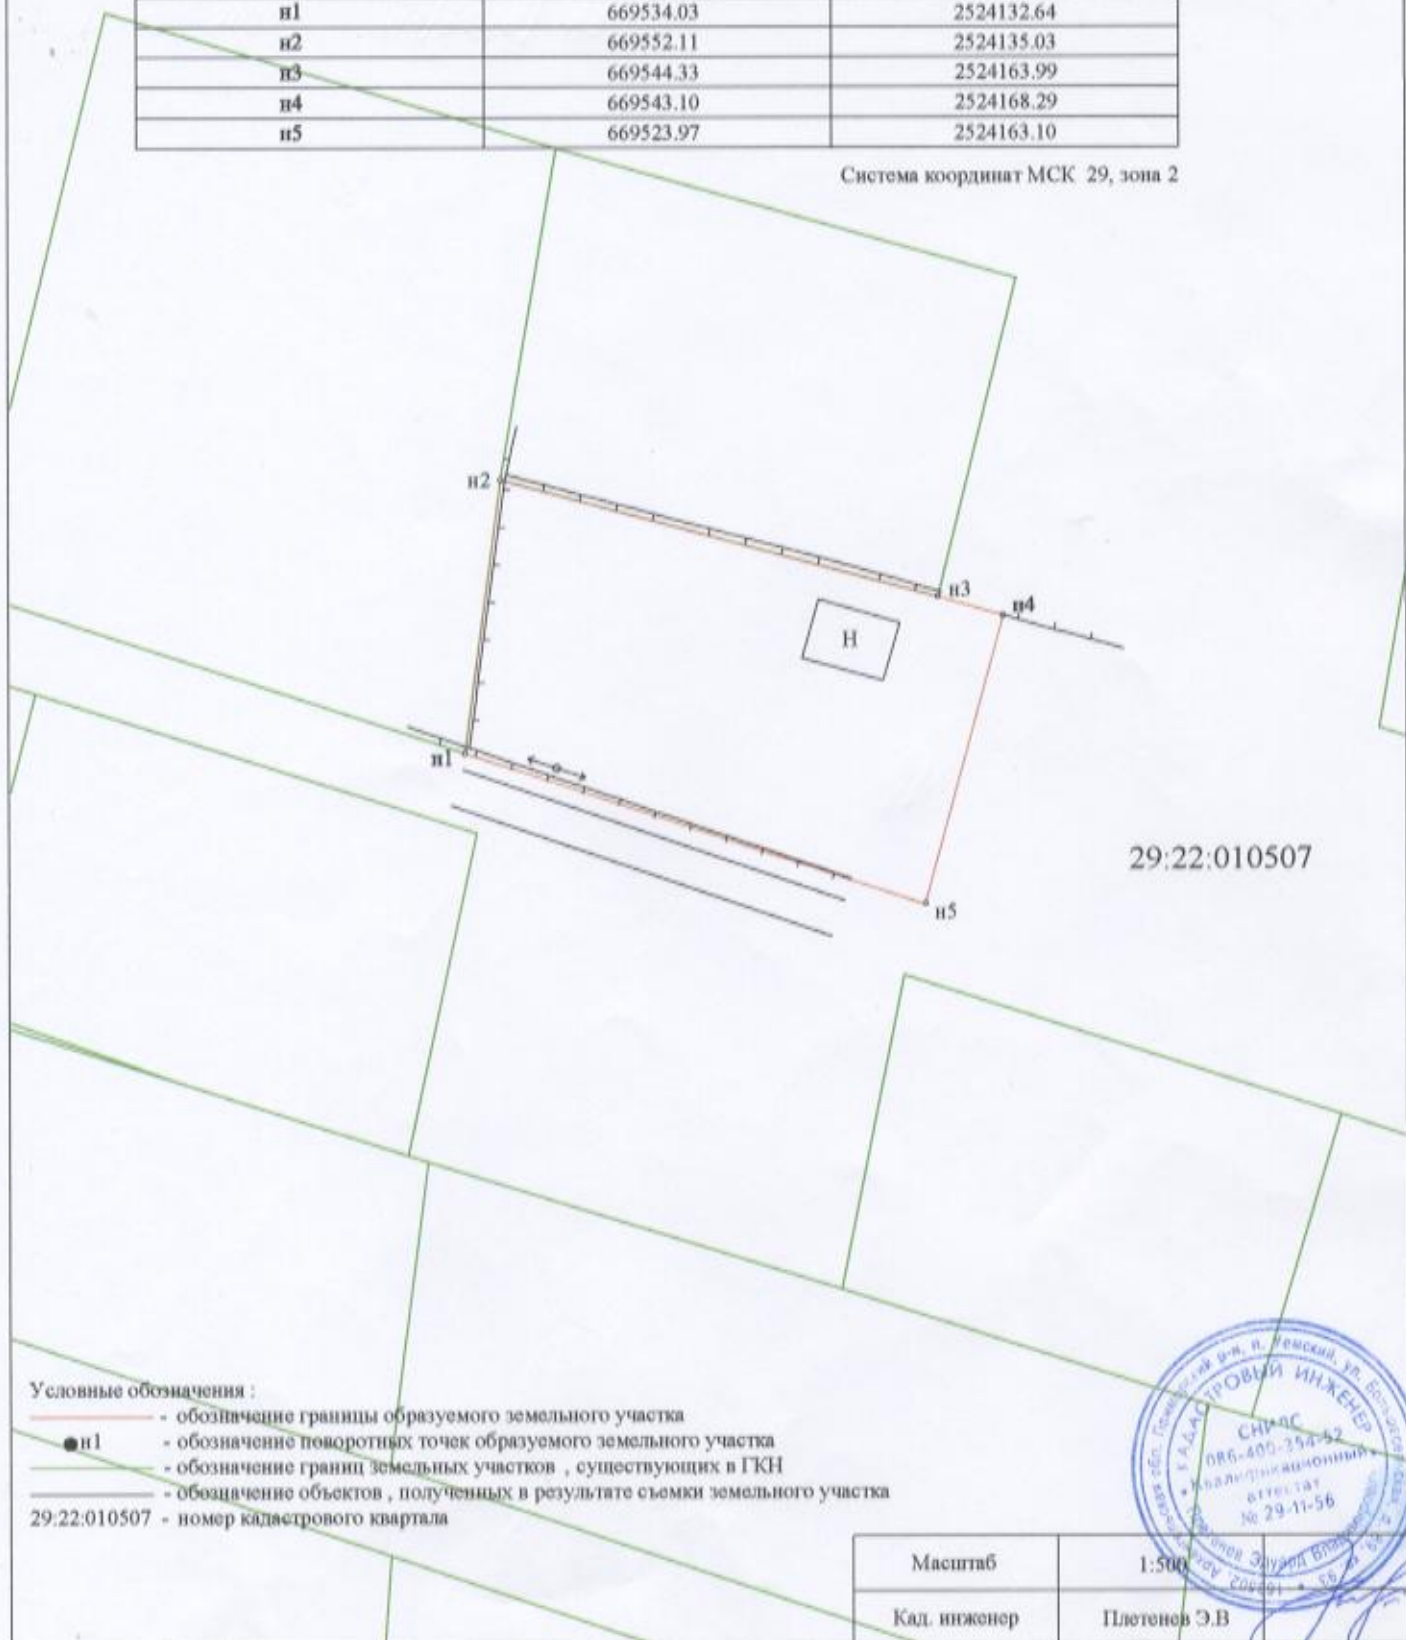 н1 669534.03 2524132.64
н2 669552.11 2524135.03
н3 669544.33 2524163.99
н4 669543.10 2524168.29
н5 669523.97 2524163.10
Система координат МСК 29, зона 2
н2
н3
н4
Н
н1
29:22:010507
н5
Условные обозначения :
- обозначение границы образуемого земельного участка
н1 - обозначение поворотных точек образуемого земельного участка
- обозначение границ земельных участков , существующих в ГКН
- обозначение объектов , полученных в результате съемки земельного участка
29:22:010507 - номер кадастрового квартала
КАДАСТРОВЫЙ ИНЖЕНЕР
СНИЛС
086-400-354-52
Квалификационный
аттестат
№ 29-11-56
Масштаб 1:500
Кад. инженер Плетенев Э.В